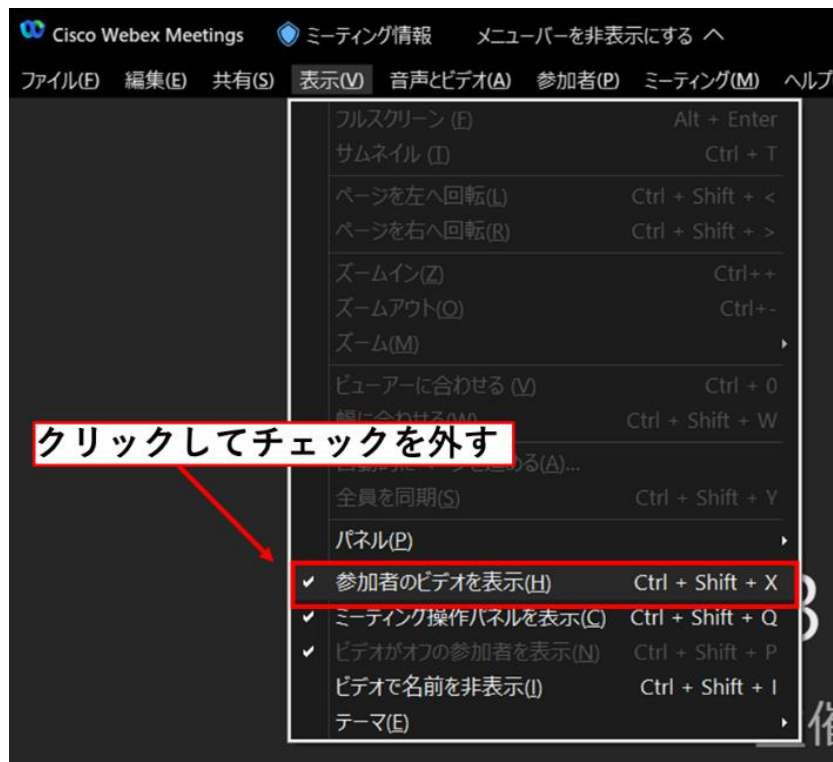 Cisco Webex Meetings ミーティング情報 メニューバーを非表示にする
ファイル(F) 編集(E) 共有(S) 表示(V) 音声とビデオ(A) 参加者(P) ミーティング(M) ヘルプ
フルスクリーン (F) Alt + Enter
サムネイル (T) Ctrl + T
ページを左へ回転(L) Ctrl + Shift + <
ページを右へ回転(R) Ctrl + Shift + >
ズームイン(Z) Ctrl++
ズームアウト(O) Ctrl+-
ズーム(M)
ビューアーに合わせる (V) Ctrl + 0
幅に合わせる(W) Ctrl + Shift + W
クリックしてチェックを外す
(A)...
全員を同期(S) Ctrl + Shift + Y
パネル(P)
参加者のビデオを表示(H) Ctrl + Shift + X
ミーティング操作パネルを表示(C) Ctrl + Shift + Q
ビデオがオフの参加者を表示(N) Ctrl + Shift + P
ビデオで名前を非表示(I) Ctrl + Shift + I
テーマ(E)